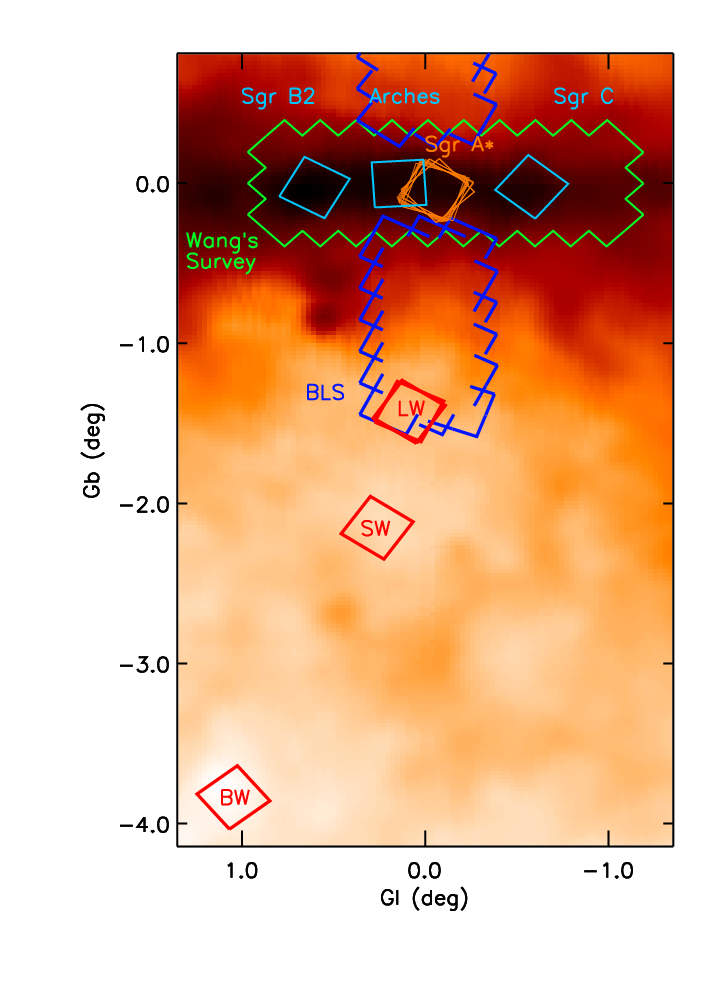 Sgr B2 Arches Sgr C
Sgr A*
0.0
Wang's
Survey
−1.0
BLS
LW
−2.0
SW
−3.0
BW
−4.0
1.0 0.0 −1.0
Gl (deg)
Gb (deg)